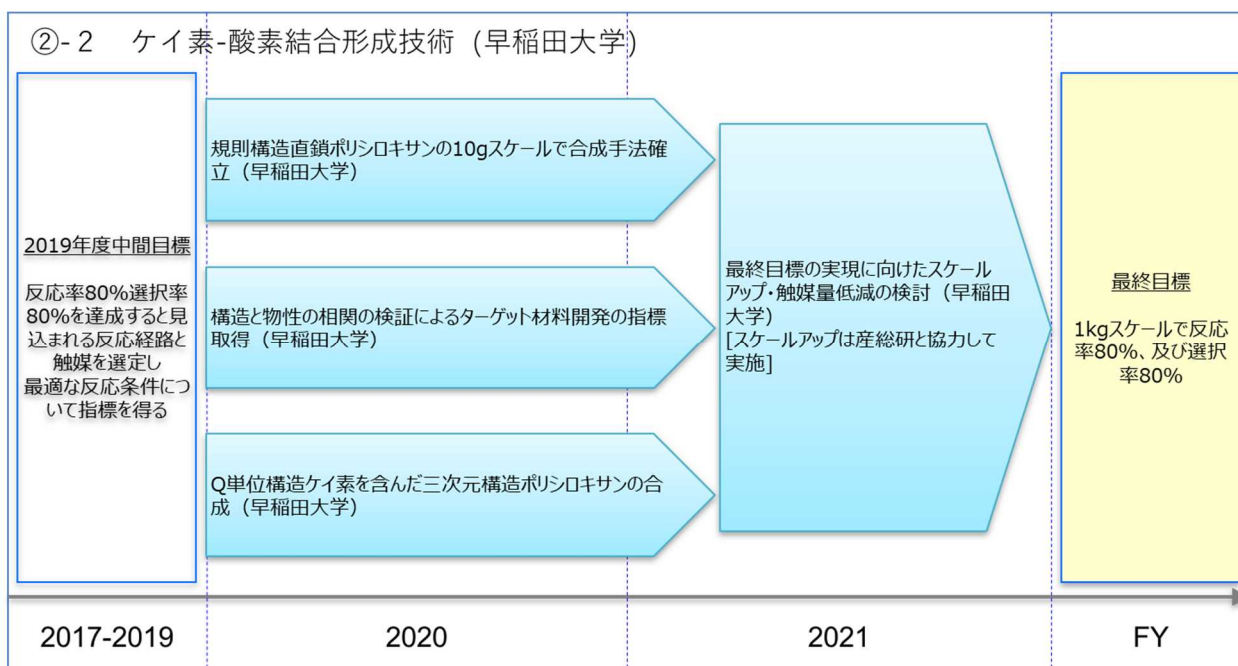 ②-２　ケイ素-酸素結合形成技術 (早稲田大学)
2019年度中間目標
反応率80%選択率
80%を達成すると見
込まれる反応経路と
触媒を選定し
最適な反応条件につ
いて指標を得る
規則構造直鎖ポリシロキサンの10gスケールで合成手法確
立（早稲田大学）
構造と物性の相関の検証によるターゲット材料開発の指標
取得（早稲田大学）
Q単位構造ケイ素を含んだ三次元構造ポリシロキサンの合
成（早稲田大学）
最終目標の実現に向けたスケール
アップ・触媒量低減の検討（早稲田
大学）
[スケールアップは産総研と協力して
実施]
最終目標
1kgスケールで反応
率80%、及び選択
率80%
2017-2019
2020
2021
FY